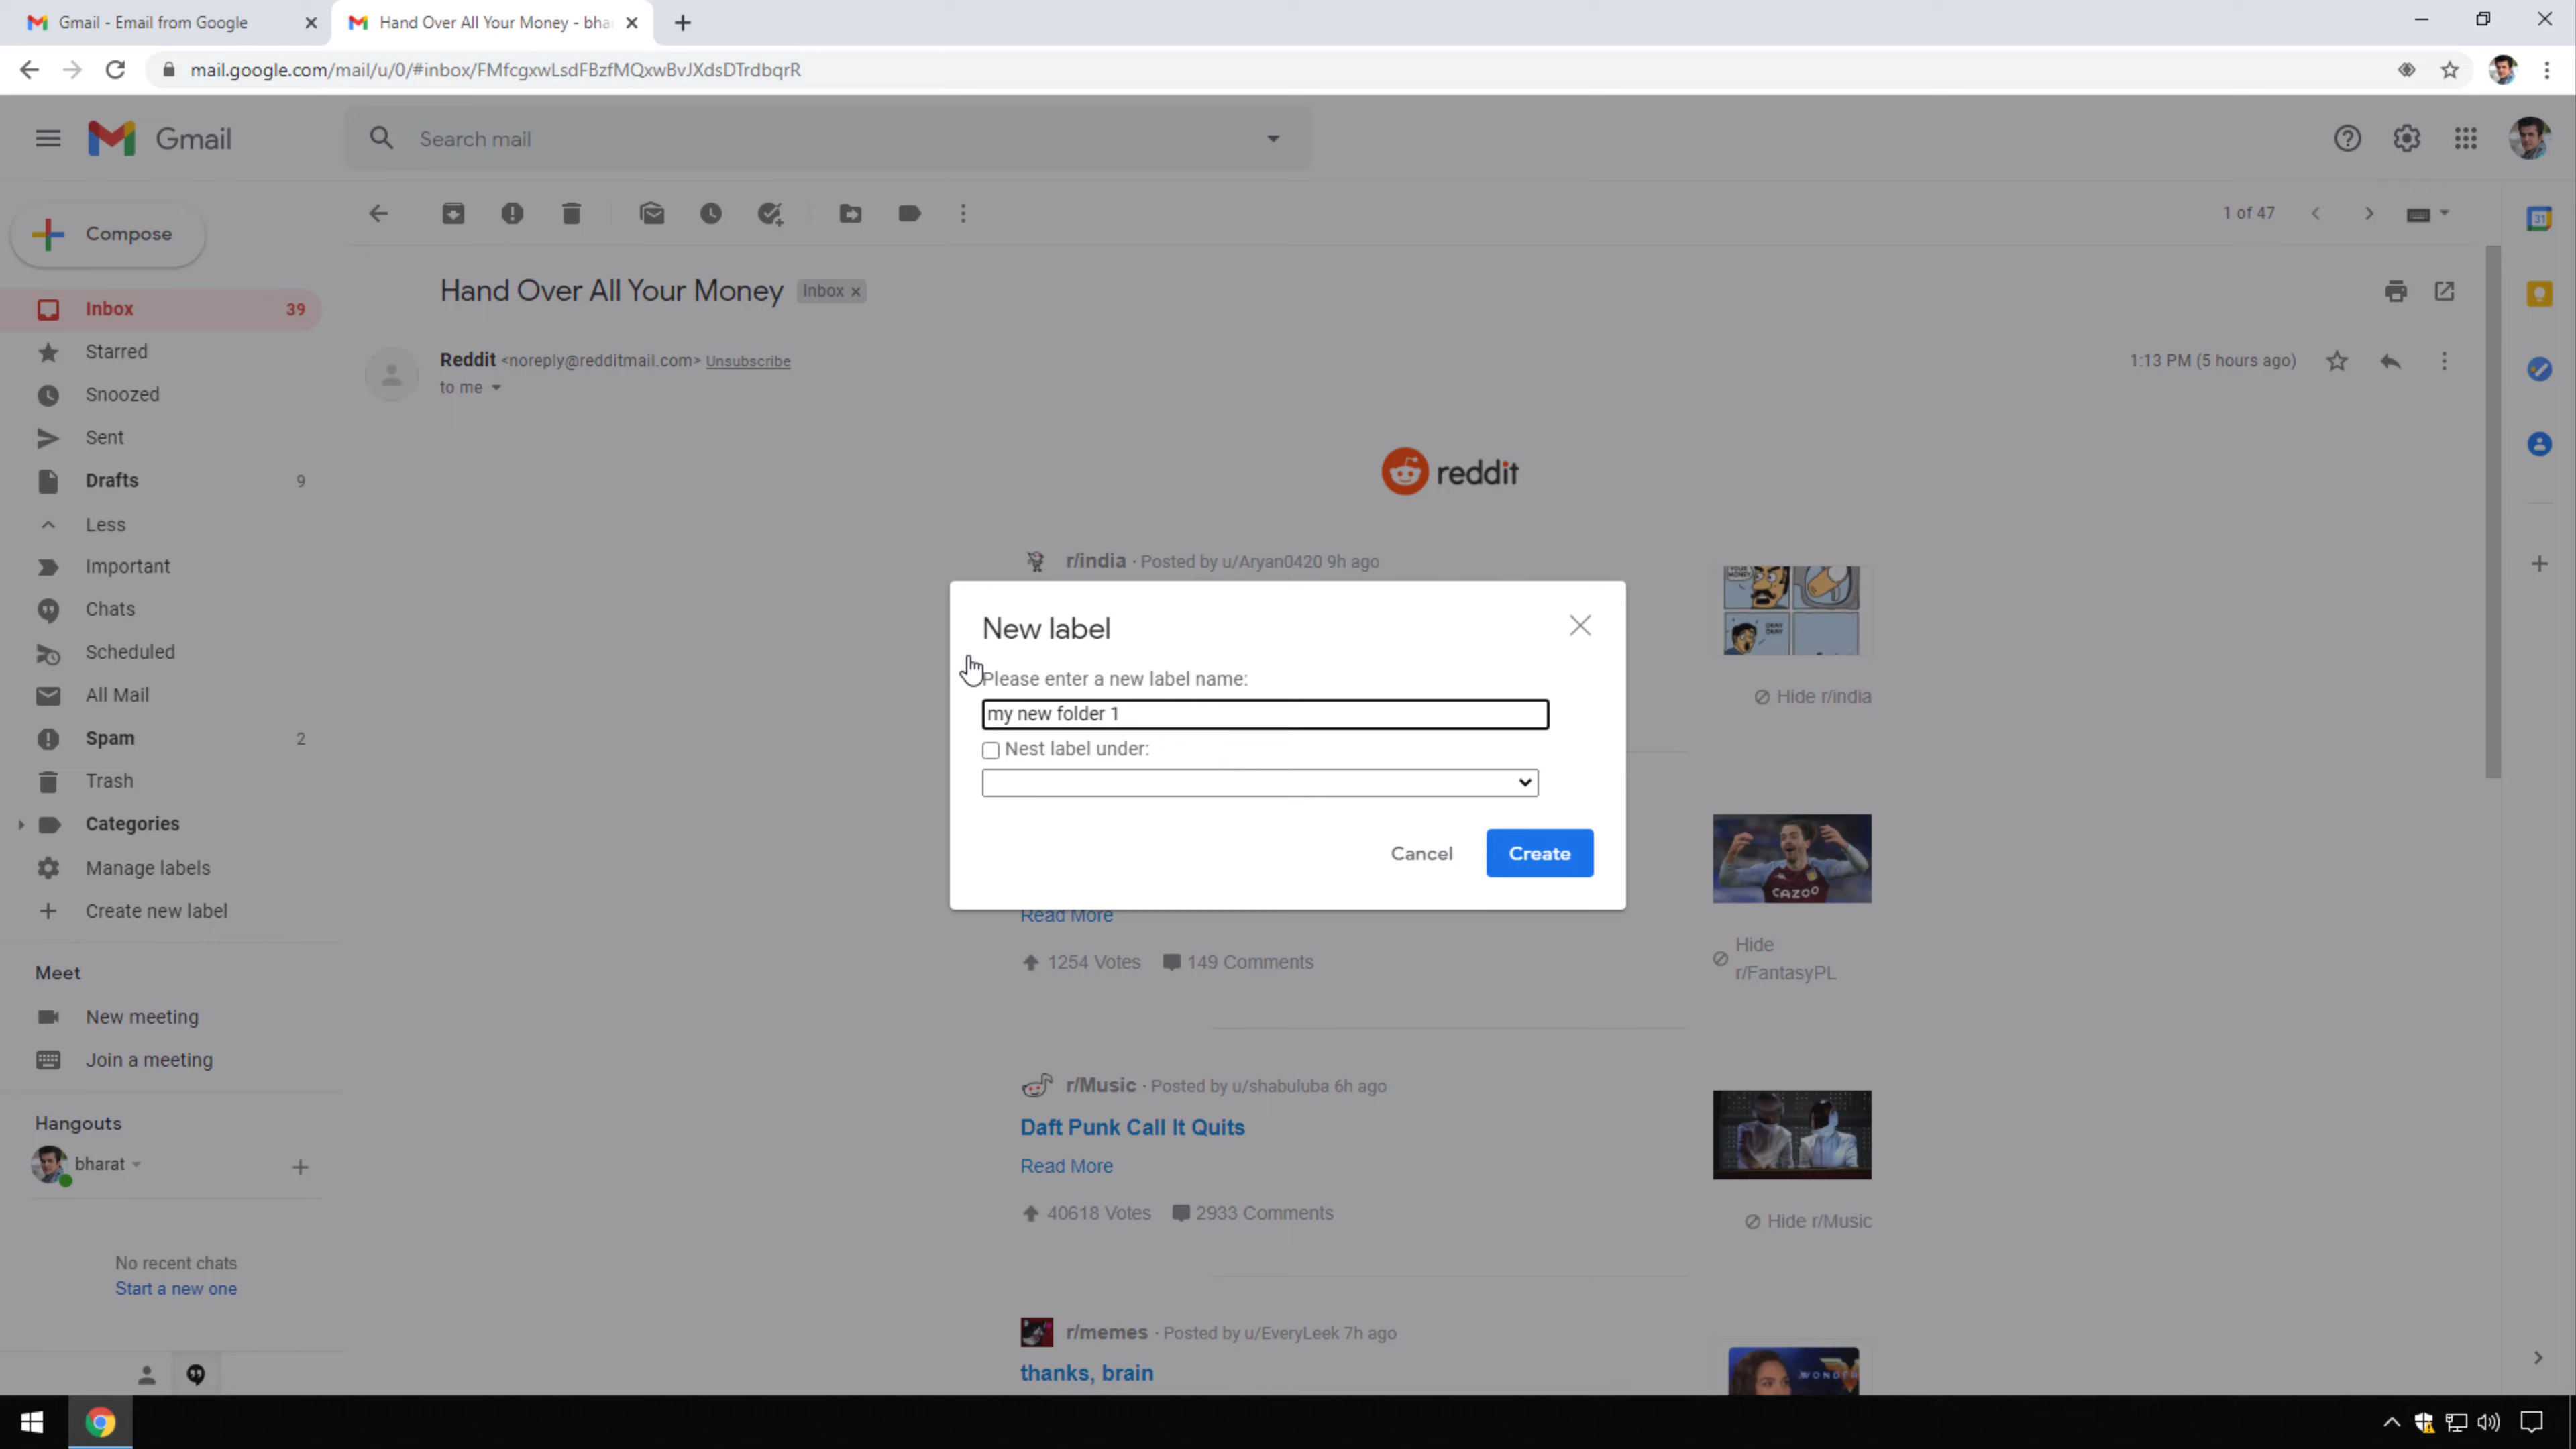 Gmail - Email from Google
Hand Over All Your Money - bha
mail.google.com/mail/u/0/#inbox/FMfcgxwLsdFBzfMQxwBvJXdsDTrdbqrR
Gmail
Search mail
Compose
1 of 47
31
Hand Over All Your Money
Inbox ×
Inbox 39
Starred
Snoozed
Sent
Drafts 9
Less
Important
Chats
Scheduled
All Mail
Spam 2
Trash
Categories
Manage labels
Create new label
Meet
New meeting
Join a meeting
Hangouts
bharat
No recent chats
Start a new one
Reddit <noreply@redditmail.com> Unsubscribe
to me
1:13 PM (5 hours ago)
reddit
r/india · Posted by u/Aryan0420 9h ago
Hide r/india
New label
Please enter a new label name:
my new folder 1
Nest label under:
Cancel
Create
Read More
1254 Votes 149 Comments
CAZOO
Hide
r/FantasyPL
r/Music · Posted by u/shabuluba 6h ago
Daft Punk Call It Quits
Read More
40618 Votes 2933 Comments
Hide r/Music
r/memes · Posted by u/EveryLeek 7h ago
thanks, brain
WONDER